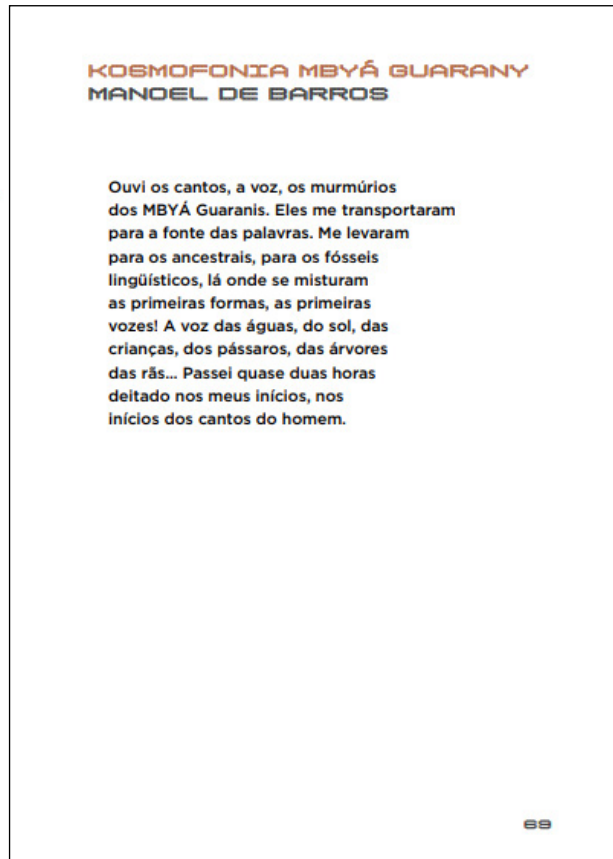 KOSMOFONIA MBYÁ GUARANY
MANOEL DE BARROS
Ouvi os cantos, a voz, os murmúrios
dos MBYÁ Guaranis. Eles me transportaram
para a fonte das palavras. Me levaram
para os ancestrais, para os fósseis
lingüísticos, lá onde se misturam
as primeiras formas, as primeiras
vozes! A voz das águas, do sol, das
crianças, dos pássaros, das árvores
das rãs... Passei quase duas horas
deitado nos meus inícios, nos
inícios dos cantos do homem.
69